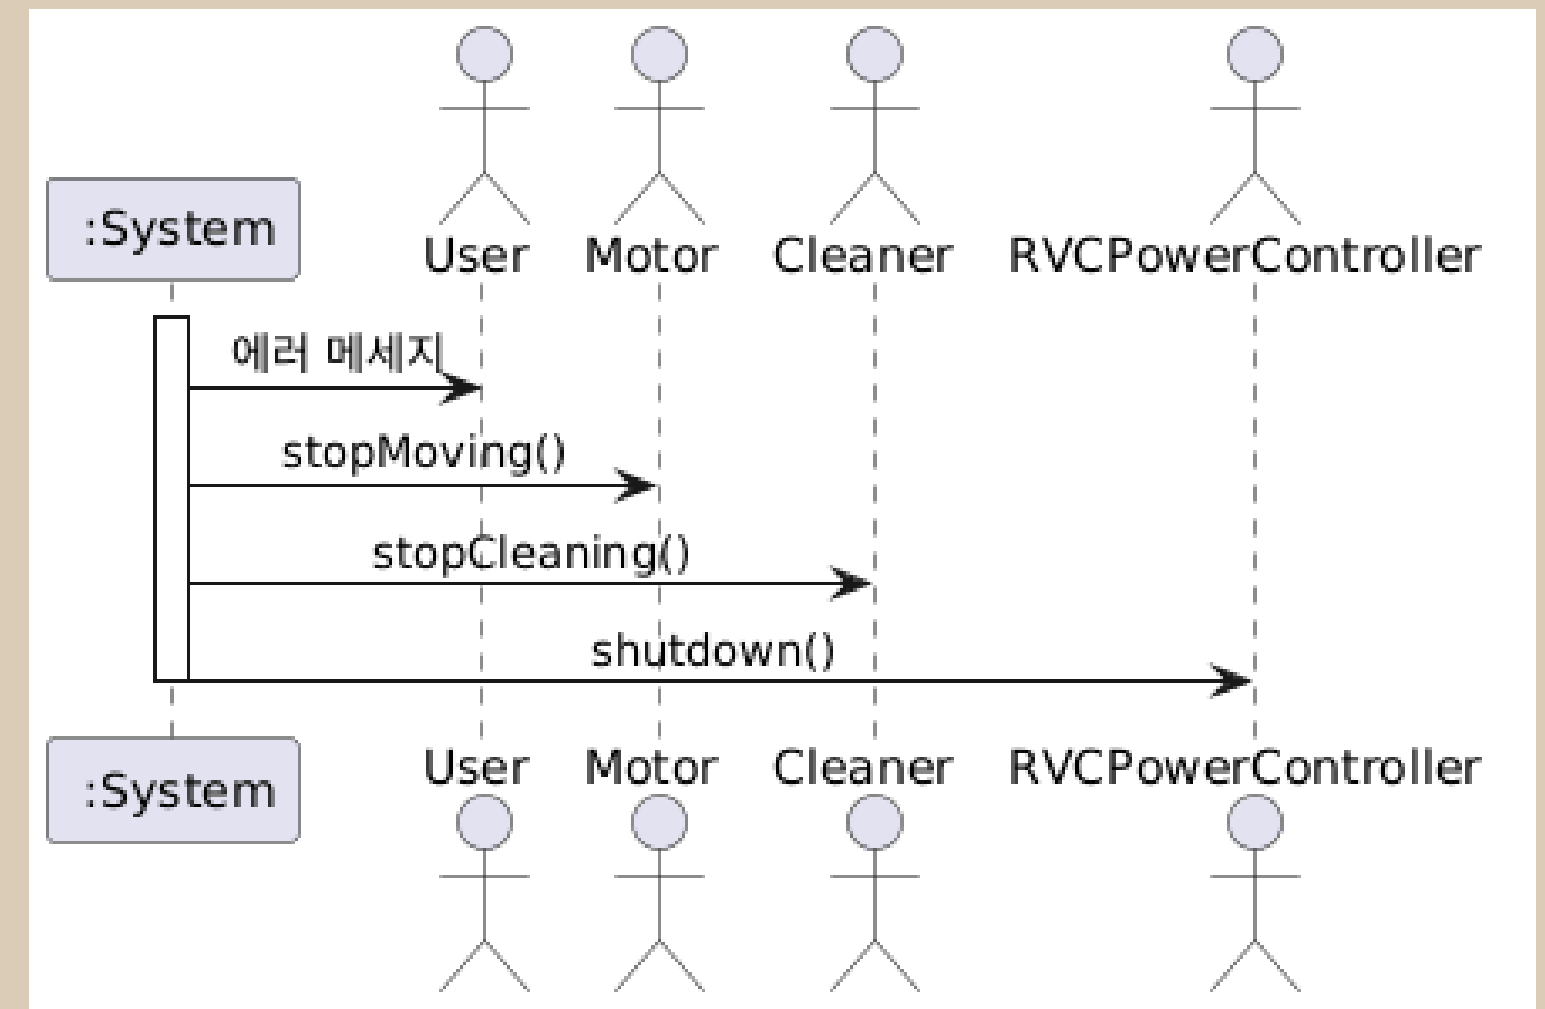 :System
User
Motor
Cleaner
RVCPowerController
에러 메세지
stopMoving()
stopCleaning()
shutdown()
:System
User
Motor
Cleaner
RVCPowerController